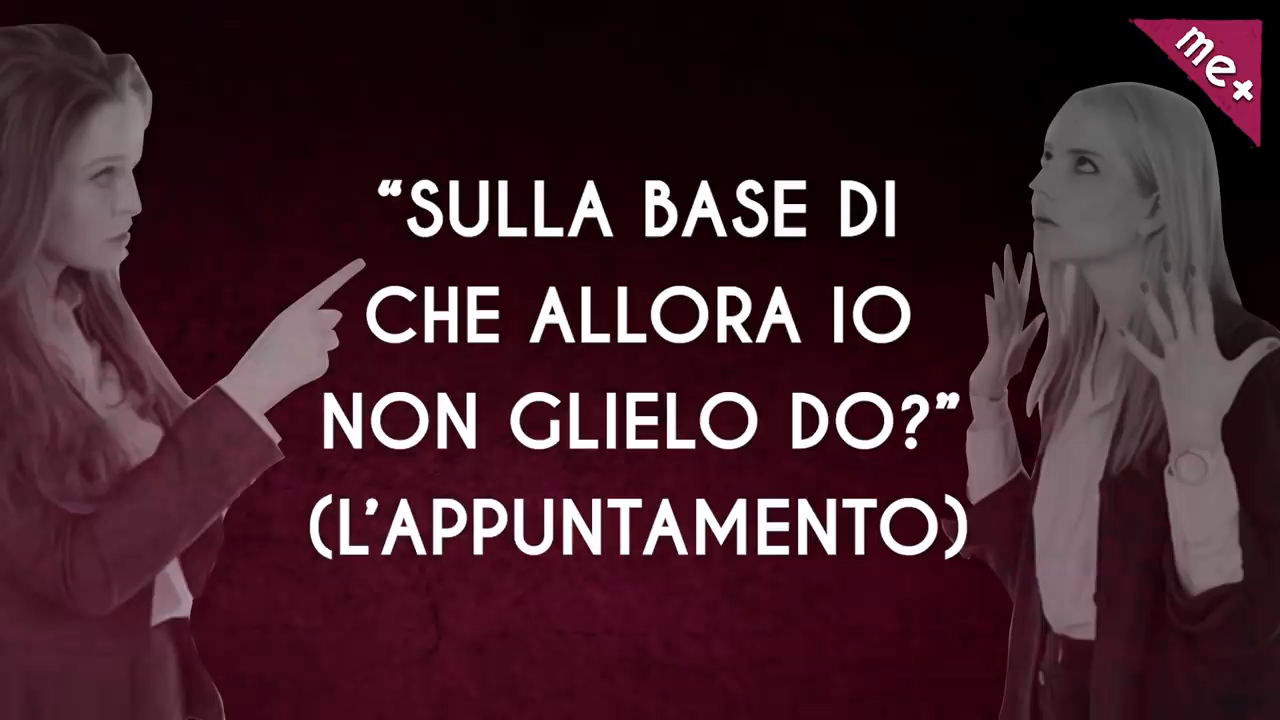 me+
“SULLA BASE DI
CHE ALLORA IO
NON GLIELO DO?”
(L’APPUNTAMENTO)